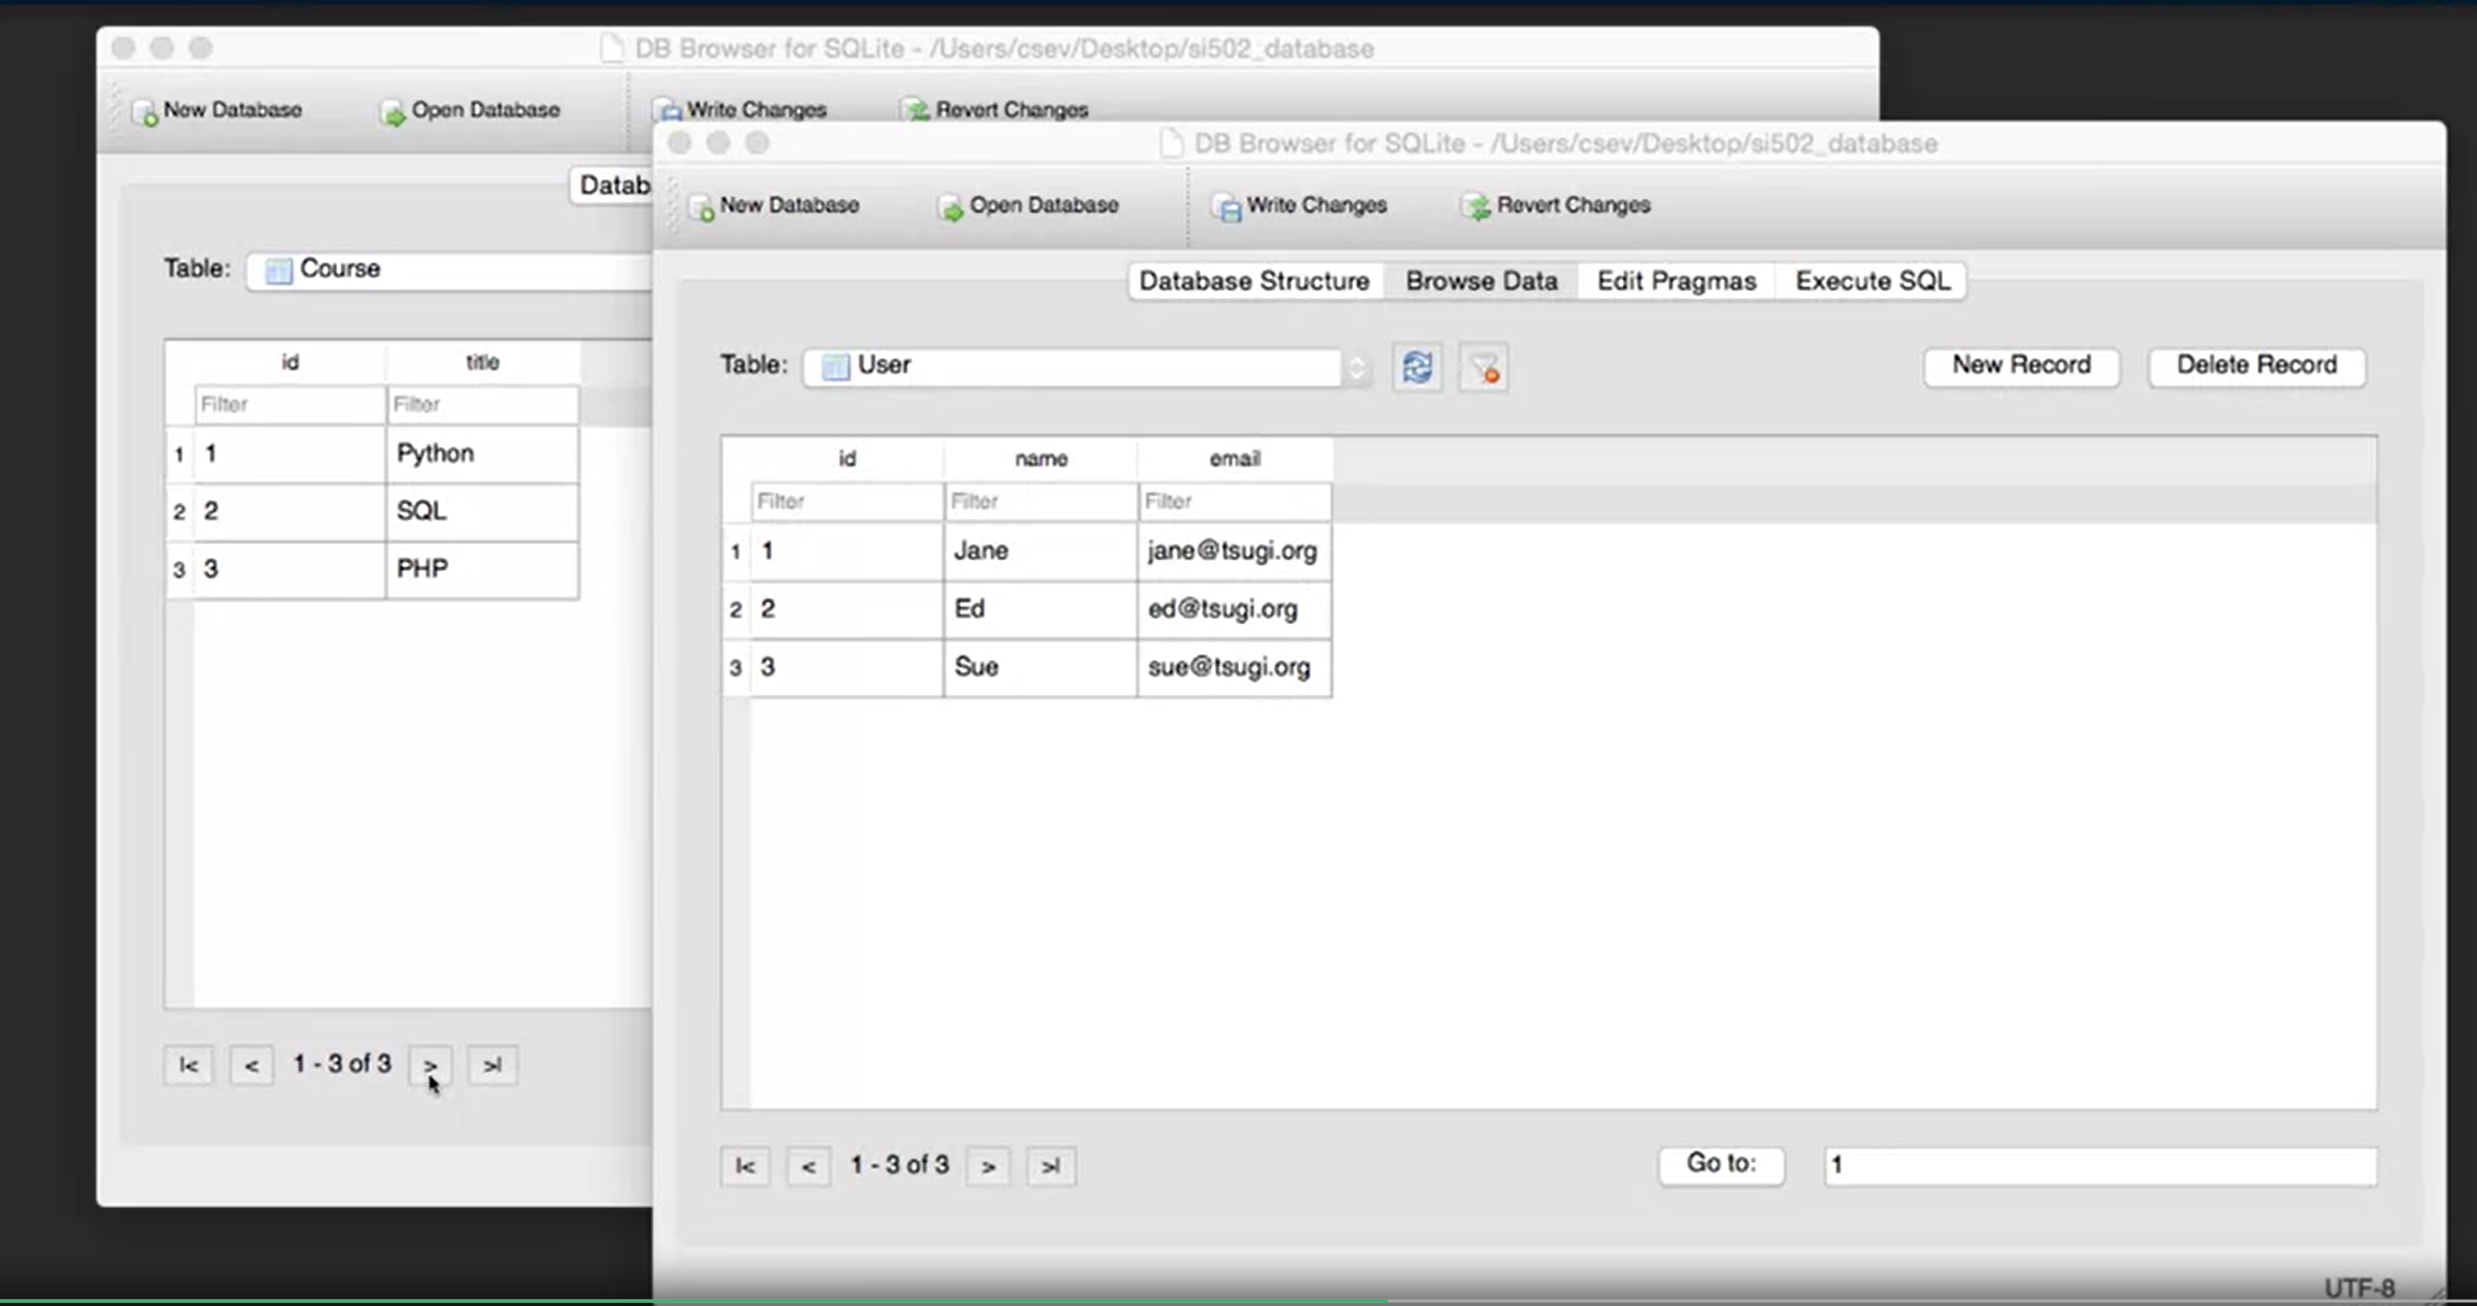 DB Browser for SQLite - /Users/csev/Desktop/si502_database
New Database Open Database Write Changes Revert Changes
Datab
Table: Course
id title
Filter Filter
1 1 Python
2 2 SQL
3 3 PHP
|< < 1 - 3 of 3 > >|
DB Browser for SQLite - /Users/csev/Desktop/si502_database
New Database Open Database Write Changes Revert Changes
Database Structure Browse Data Edit Pragmas Execute SQL
Table: User New Record Delete Record
id name email
Filter Filter Filter
1 1 Jane jane@tsugi.org
2 2 Ed ed@tsugi.org
3 3 Sue sue@tsugi.org
|< < 1 - 3 of 3 > >| Go to: 1
UTF-8